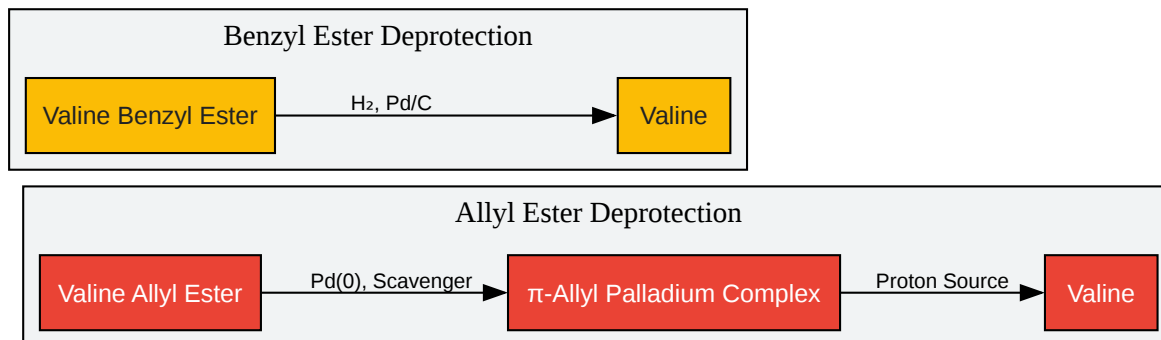 Benzyl Ester Deprotection
Valine Benzyl Ester
H₂, Pd/C
Valine
Allyl Ester Deprotection
Valine Allyl Ester
Pd(0), Scavenger
π-Allyl Palladium Complex
Proton Source
Valine